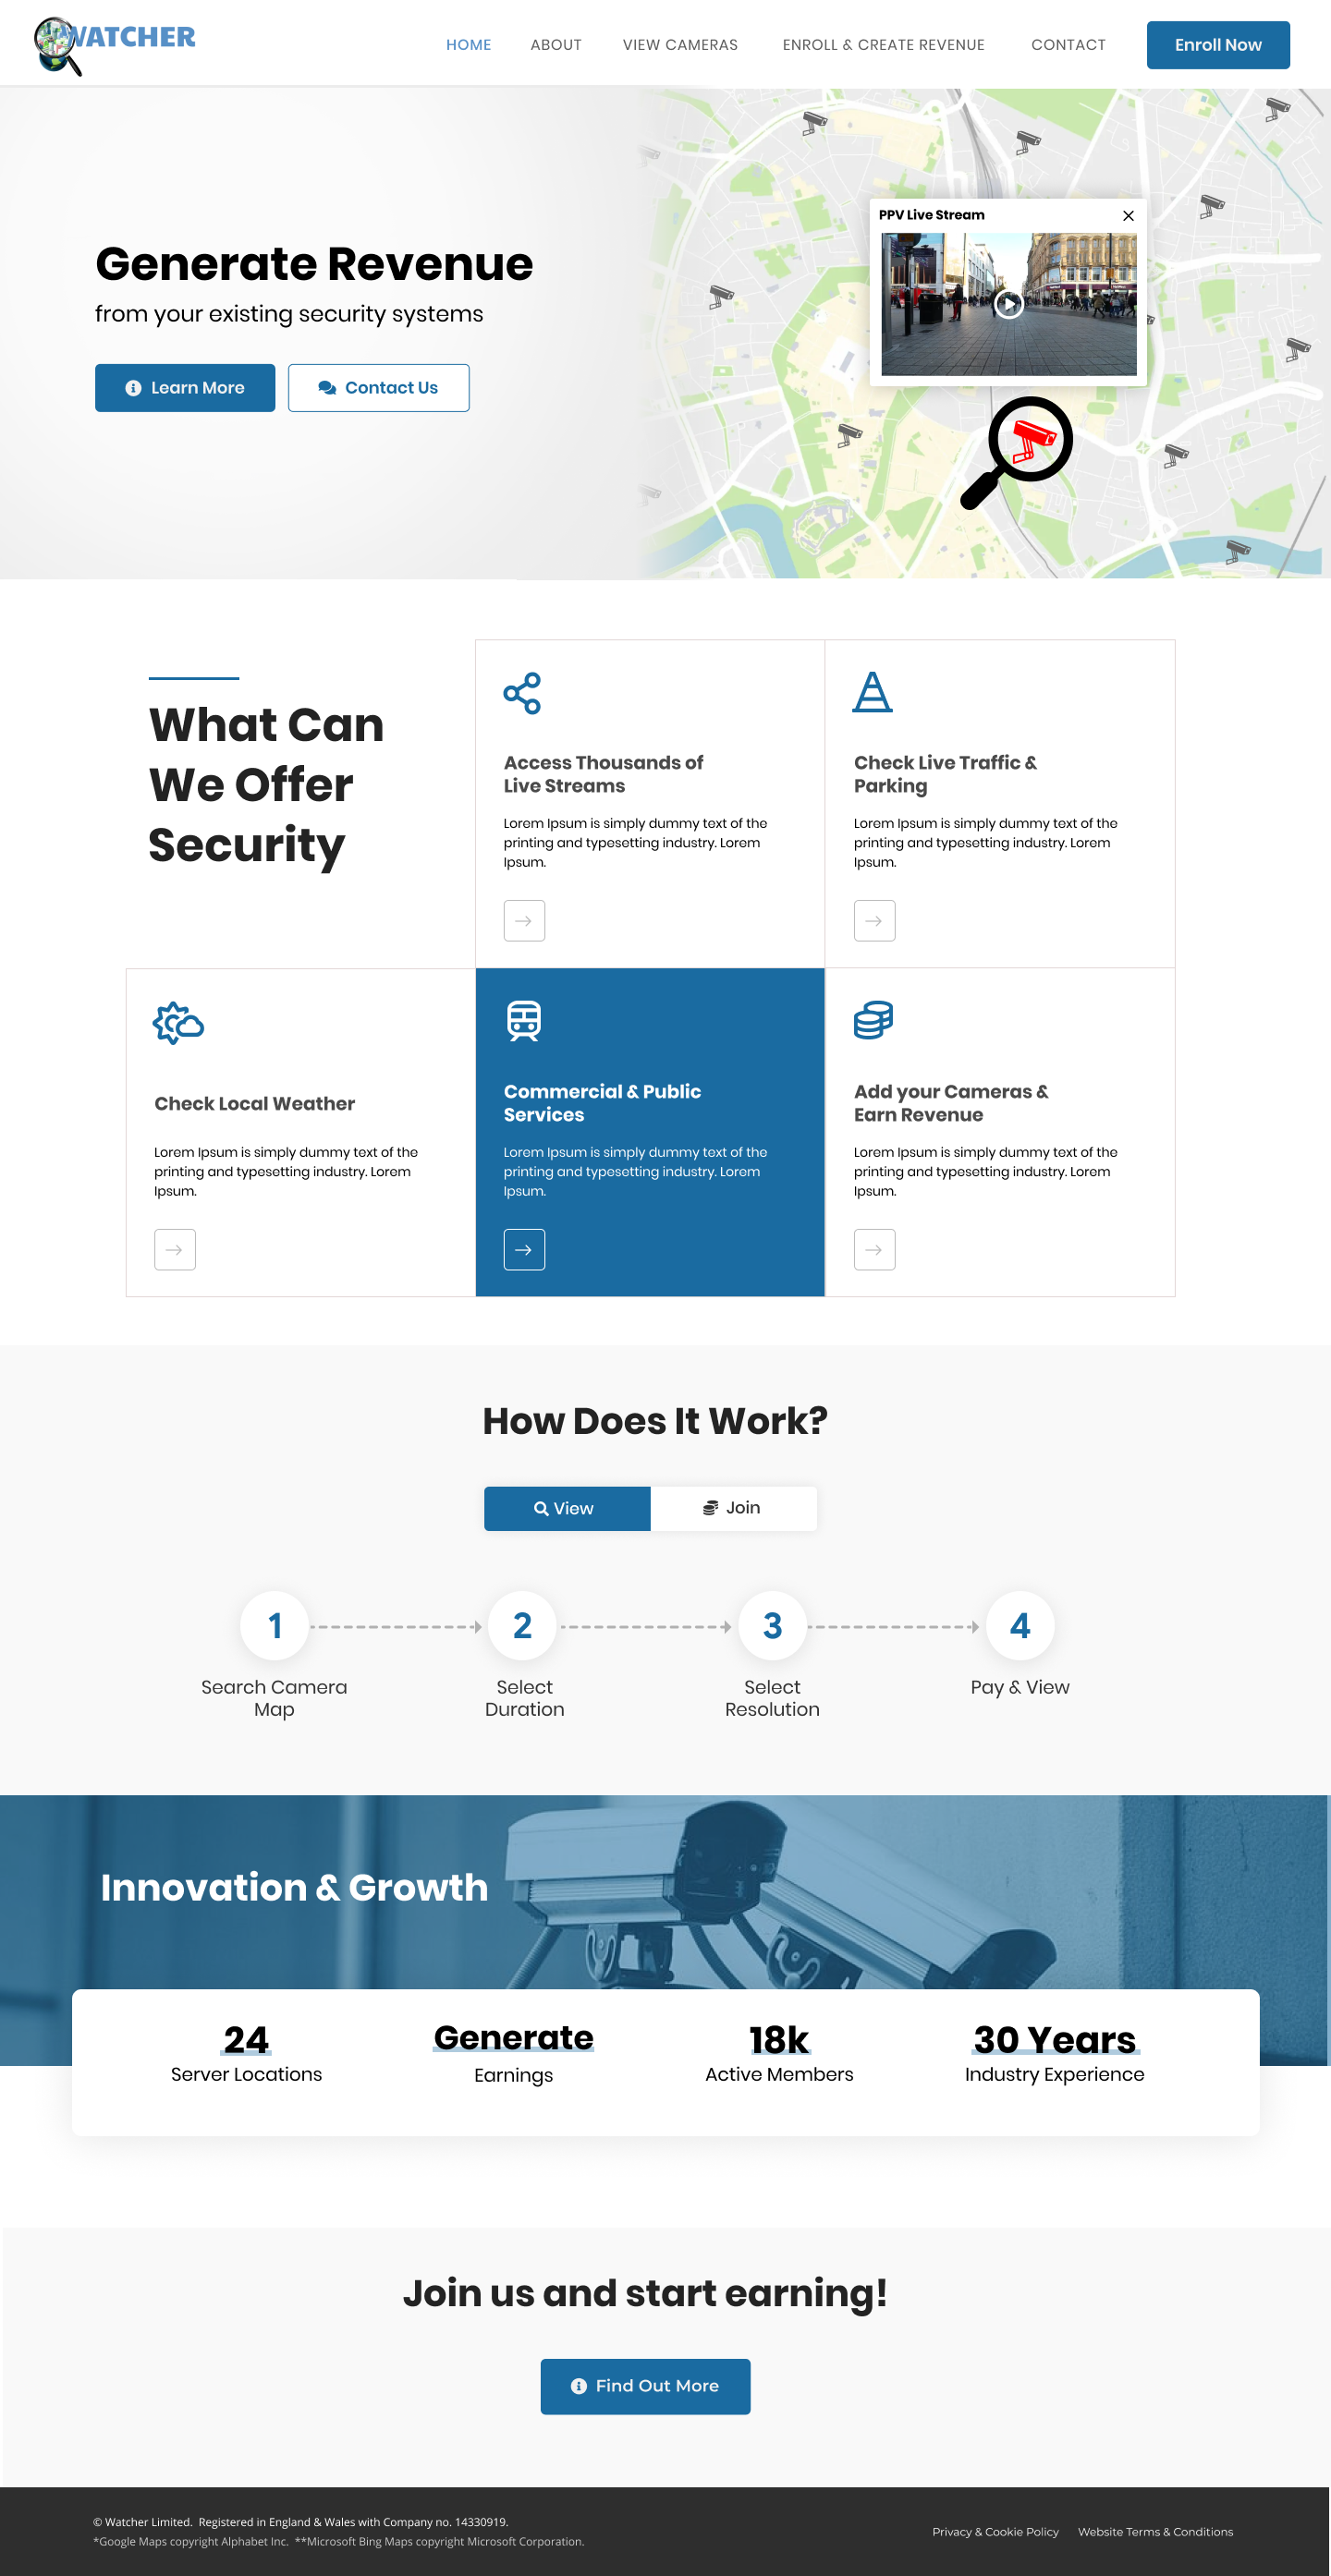 WATCHER
HOME
ABOUT
VIEW CAMERAS
ENROLL & CREATE REVENUE
CONTACT
Enroll Now
PPV Live Stream
Generate Revenue
from your existing security systems
Learn More
Contact Us
What Can
We Offer
Security
Access Thousands of
Live Streams
Lorem Ipsum is simply dummy text of the
printing and typesetting industry. Lorem
Ipsum.
Check Live Traffic &
Parking
Lorem Ipsum is simply dummy text of the
printing and typesetting industry. Lorem
Ipsum.
Check Local Weather
Lorem Ipsum is simply dummy text of the
printing and typesetting industry. Lorem
Ipsum.
Commercial & Public
Services
Lorem Ipsum is simply dummy text of the
printing and typesetting industry. Lorem
Ipsum.
Add your Cameras &
Earn Revenue
Lorem Ipsum is simply dummy text of the
printing and typesetting industry. Lorem
Ipsum.
How Does It Work?
View
Join
1
2
3
4
Search Camera
Map
Select
Duration
Select
Resolution
Pay & View
Innovation & Growth
24
Server Locations
Generate
Earnings
18k
Active Members
30 Years
Industry Experience
Join us and start earning!
Find Out More
© Watcher Limited.  Registered in England & Wales with Company no. 14330919.
*Google Maps copyright Alphabet Inc.  **Microsoft Bing Maps copyright Microsoft Corporation.
Privacy & Cookie Policy
Website Terms & Conditions